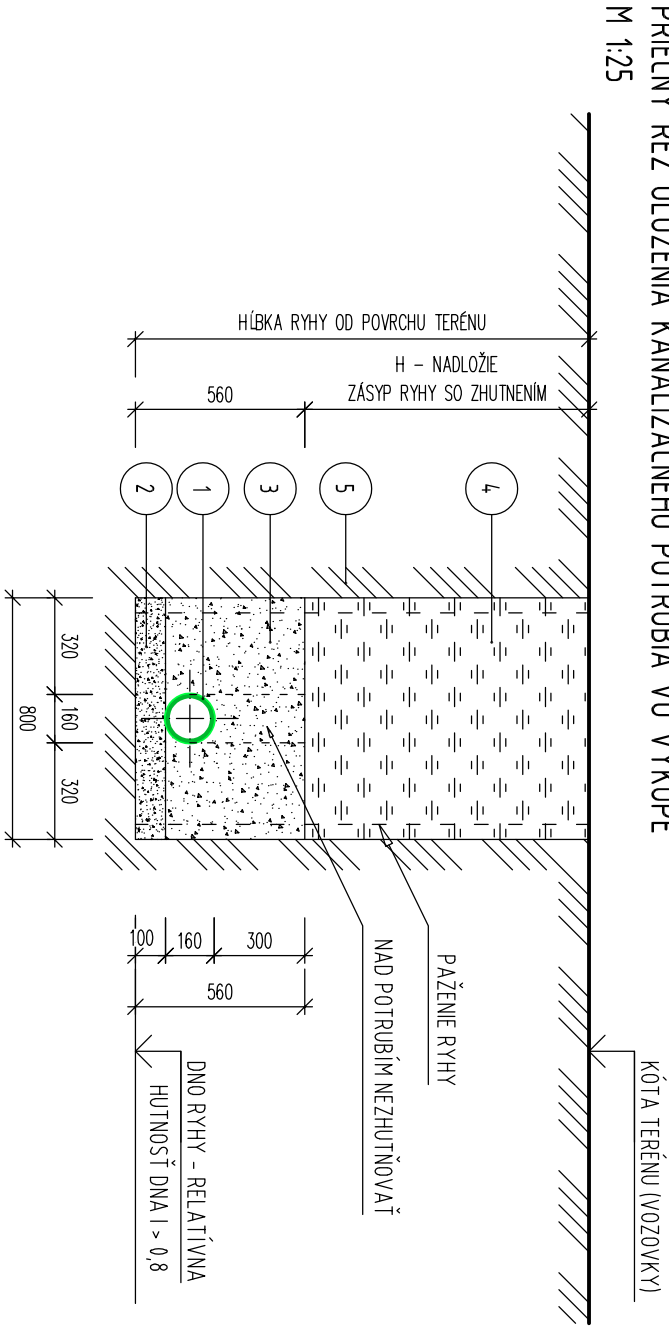 PRIEČNY REZ ULOŽENIA KANALIZAČNÉHO POTRUBIA VO VÝKOPE
M 1:25
KÓTA TERÉNU (VOZOVKY)
HĹBKA RYHY OD POVRCHU TERÉNU
H - NADLOŽIE
ZÁSYP RYHY SO ZHUTNENÍM
560
4
5
3
1
2
PAŽENIE RYHY
NAD POTRUBÍM NEZHUTŇOVAŤ
300
160
100
560
DNO RYHY - RELATÍVNA
HUTNOSŤ DNA I > 0,8
320
160
320
800